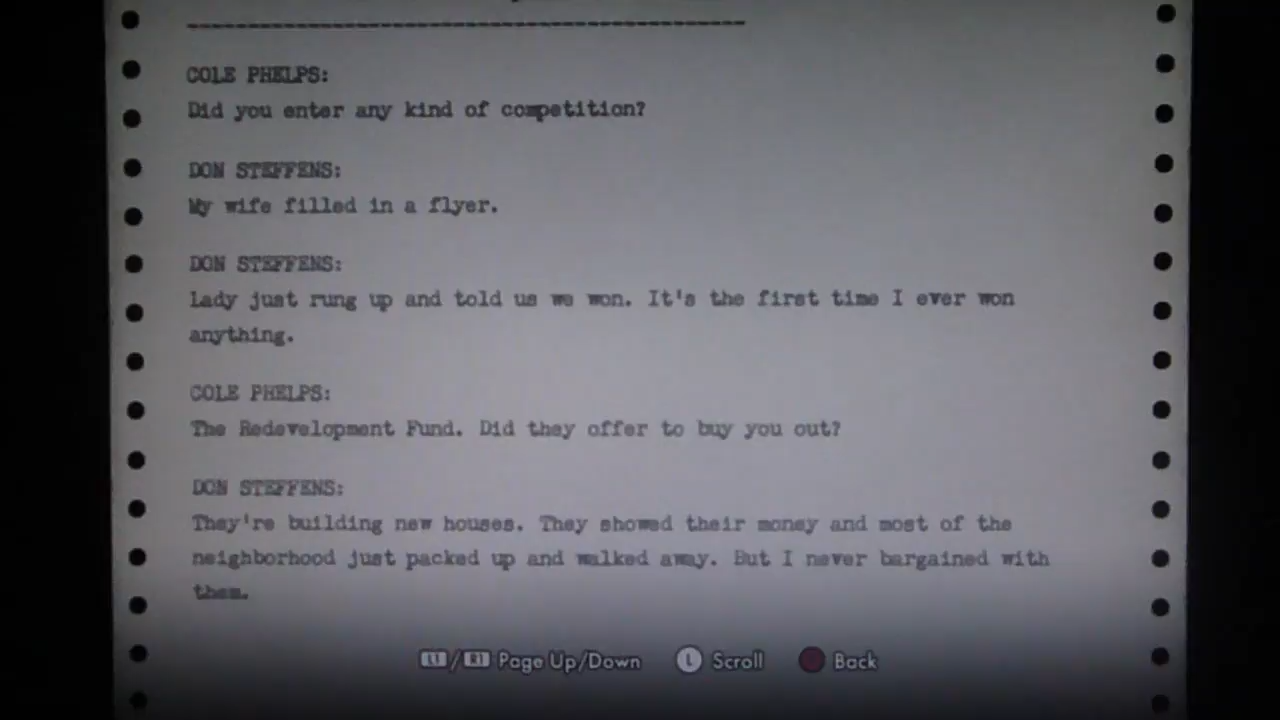 COLE PHELPS:
Did you enter any kind of competition?
DON STEFFENS:
My wife filled in a flyer.
DON STEFFENS:
Lady just rung up and told us we won. It's the first time I ever won
anything.
COLE PHELPS:
The Redevelopment Fund. Did they offer to buy you out?
DON STEFFENS:
They're building new houses. They showed their money and most of the
neighborhood just packed up and walked away. But I never bargained with
them.
L1/R1 Page Up/Down L Scroll Back